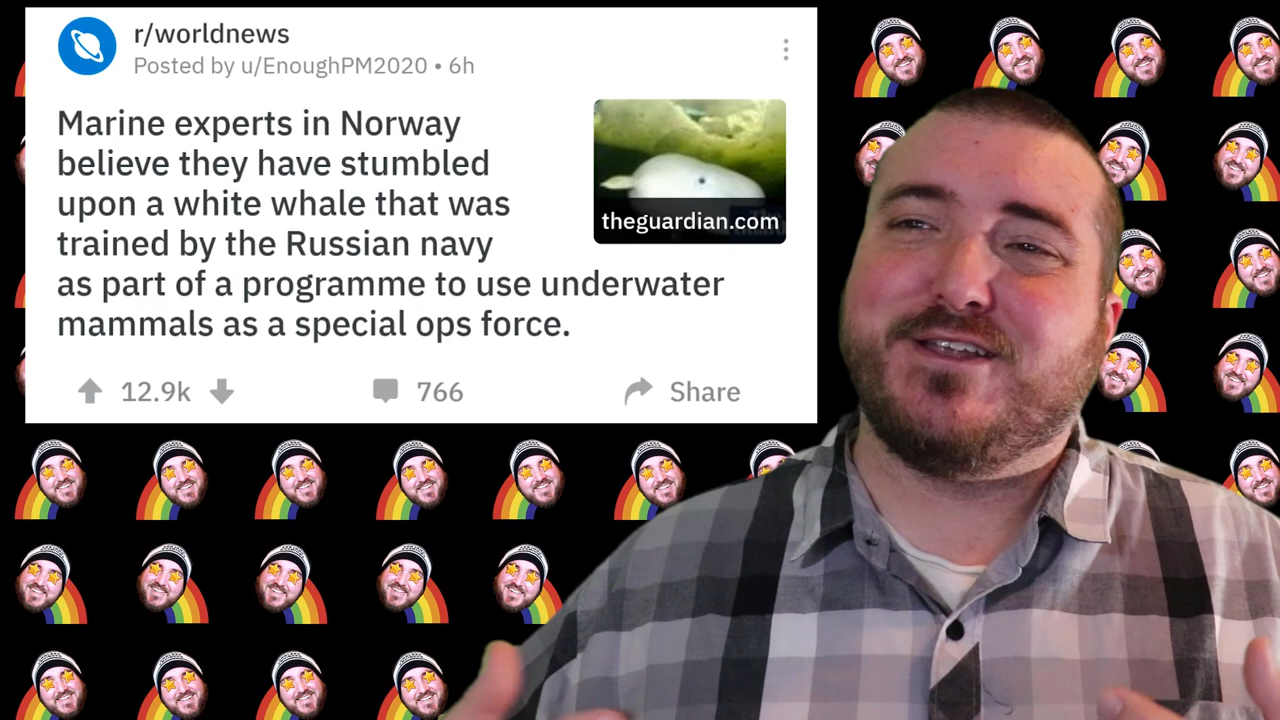 r/worldnews
Posted by u/EnoughPM2020 • 6h
Marine experts in Norway
believe they have stumbled
upon a white whale that was
trained by the Russian navy
as part of a programme to use underwater
mammals as a special ops force.
theguardian.com
12.9k
766
Share